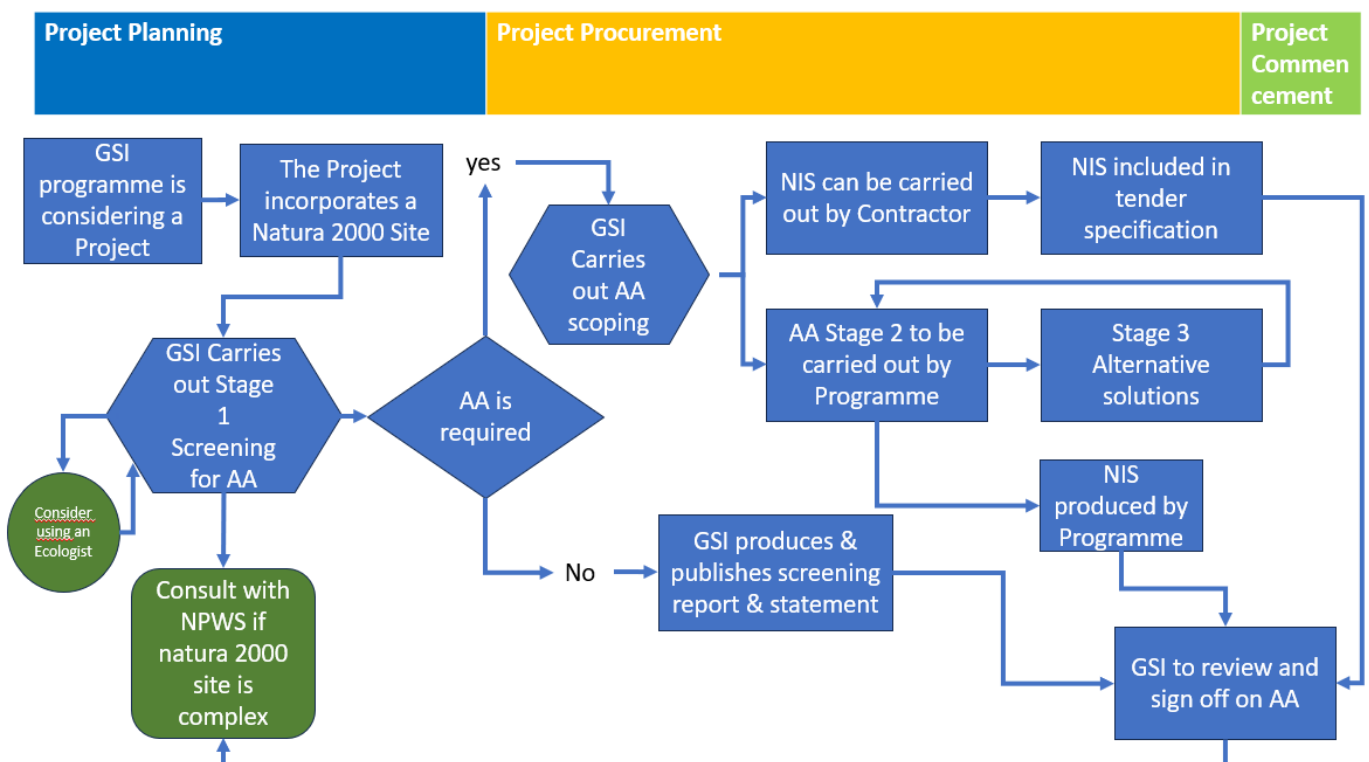 Project Planning
Project Procurement
Project
Commen
cement
GSI
programme is
considering a
Project
The Project
incorporates a
Natura 2000 Site
yes
GSI
Carries
out AA
scoping
NIS can be carried
out by Contractor
NIS included in
tender
specification
GSI Carries
out Stage
1
Screening
for AA
AA is
required
AA Stage 2 to be
carried out by
Programme
Stage 3
Alternative
solutions
Consider
using an
Ecologist
NIS
produced by
Programme
No
GSI produces &
publishes screening
report & statement
Consult with
NPWS if
natura 2000
site is
complex
GSI to review and
sign off on AA